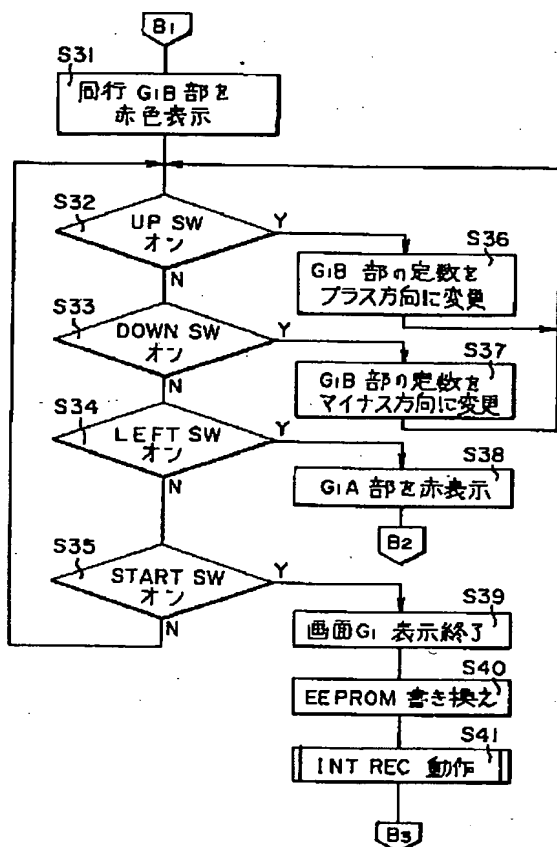 B1
S31
同行 G1B 部を
赤色表示
S32
UP SW
オン
Y
N
S36
G1B 部の定数を
プラス方向に変更
S33
DOWN SW
オン
Y
N
S37
G1B 部の定数を
マイナス方向に変更
S34
LEFT SW
オン
Y
N
S38
G1A 部を赤表示
B2
S35
START SW
オン
Y
N
S39
画面G1 表示終了
S40
EEPROM 書き換え
S41
INT REC 動作
B3